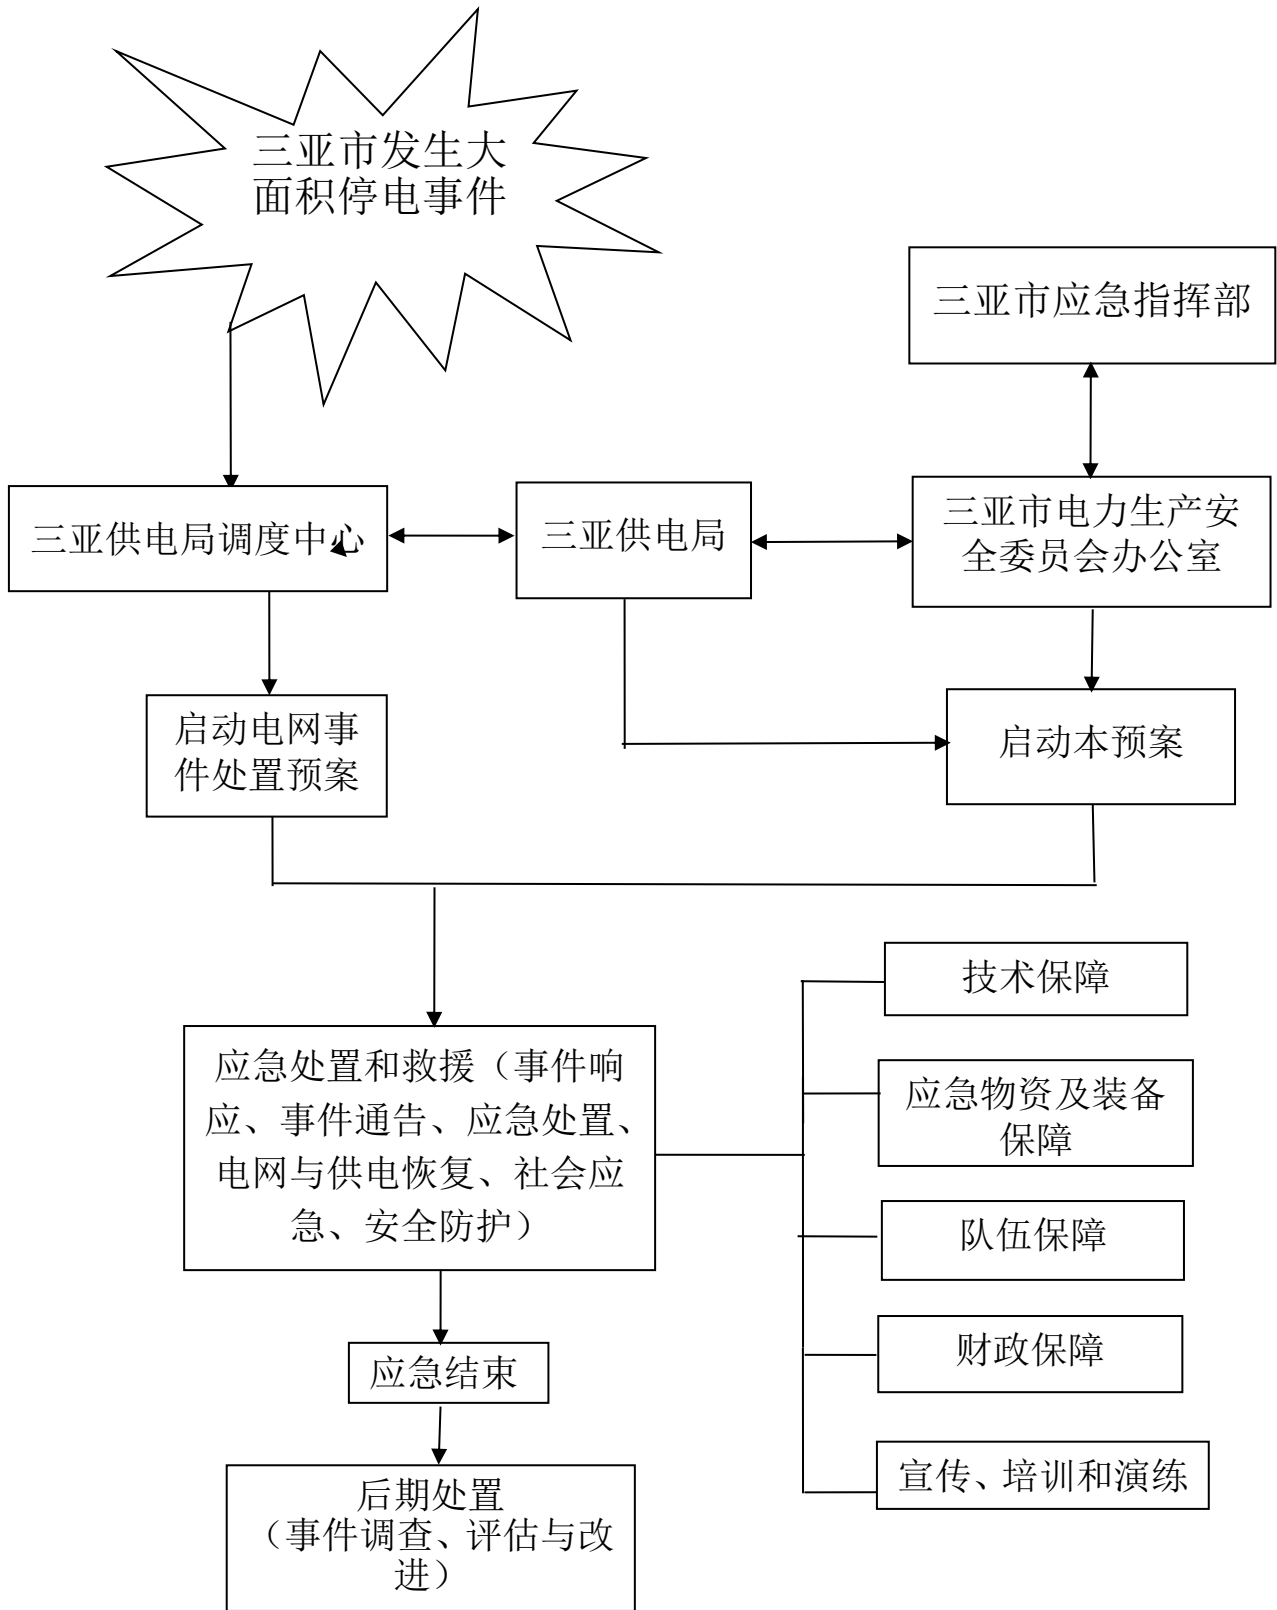 三亚市发生大
面积停电事件
三亚市应急指挥部
三亚供电局调度中心
三亚供电局
三亚市电力生产安
全委员会办公室
启动电网事
件处置预案
启动本预案
技术保障
应急处置和救援（事件响
应、事件通告、应急处置、
电网与供电恢复、社会应
急、安全防护）
应急物资及装备
保障
队伍保障
财政保障
应急结束
宣传、培训和演练
后期处置
（事件调查、评估与改
进）